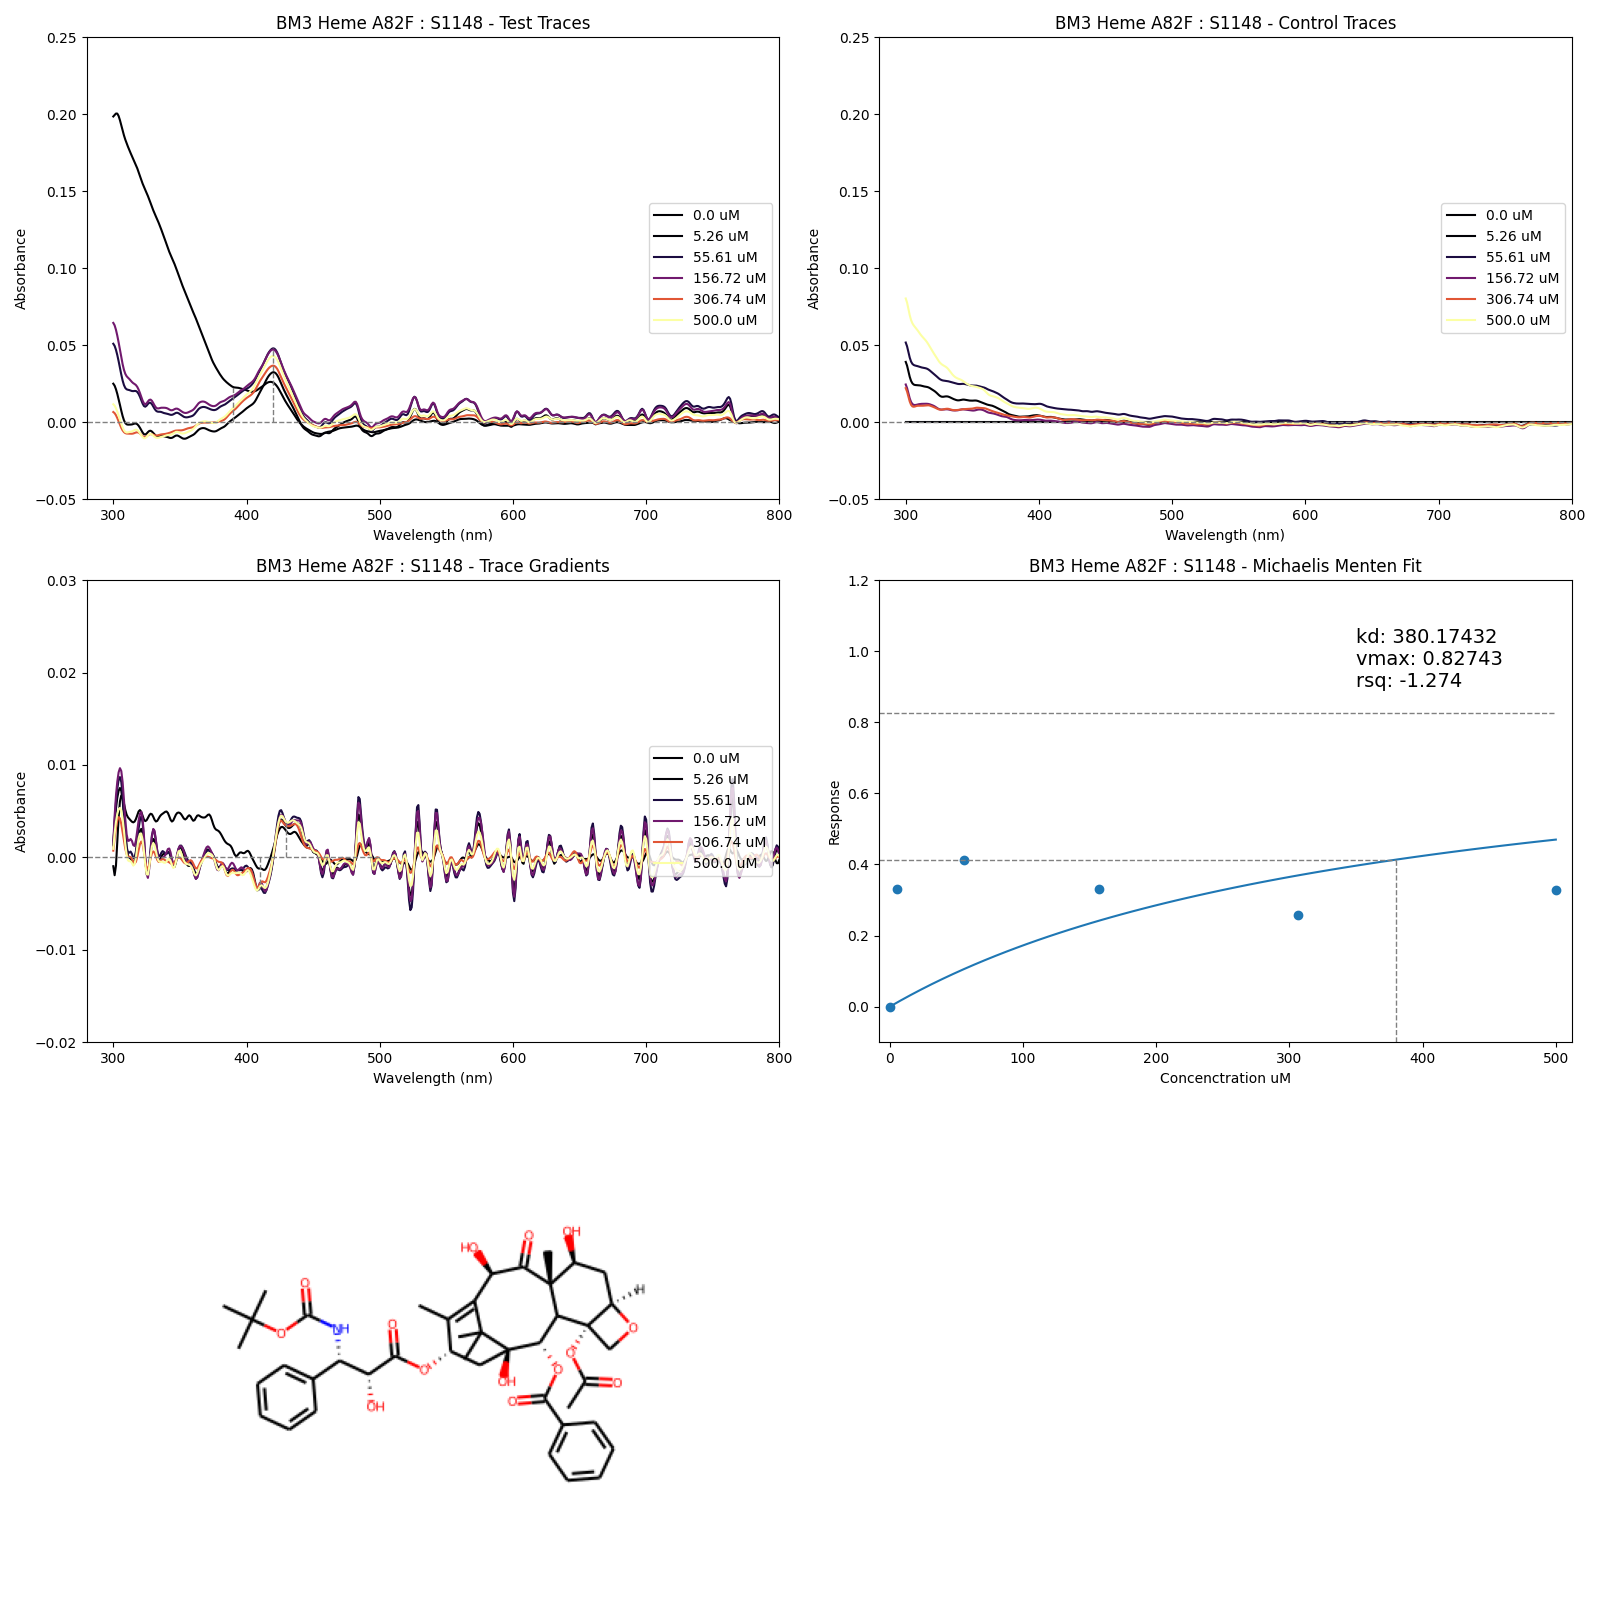 BM3 Heme A82F : S1148 - Test Traces
0.25
0.20
0.15
0.10
0.05
0.00
−0.05
Absorbance
0.0 uM
5.26 uM
55.61 uM
156.72 uM
306.74 uM
500.0 uM
300 400 500 600 700 800
Wavelength (nm)
BM3 Heme A82F : S1148 - Control Traces
0.25
0.20
0.15
0.10
0.05
0.00
−0.05
Absorbance
0.0 uM
5.26 uM
55.61 uM
156.72 uM
306.74 uM
500.0 uM
300 400 500 600 700 800
Wavelength (nm)
BM3 Heme A82F : S1148 - Trace Gradients
0.03
0.02
0.01
0.00
−0.01
−0.02
Absorbance
0.0 uM
5.26 uM
55.61 uM
156.72 uM
306.74 uM
500.0 uM
300 400 500 600 700 800
Wavelength (nm)
BM3 Heme A82F : S1148 - Michaelis Menten Fit
1.2
1.0
0.8
0.6
0.4
0.2
0.0
Response
kd: 380.17432
vmax: 0.82743
rsq: -1.274
0 100 200 300 400 500
Concenctration uM
OH
O
HO
H
O
O
O
NH
O
O
O
O
O
OH
O
O
OH